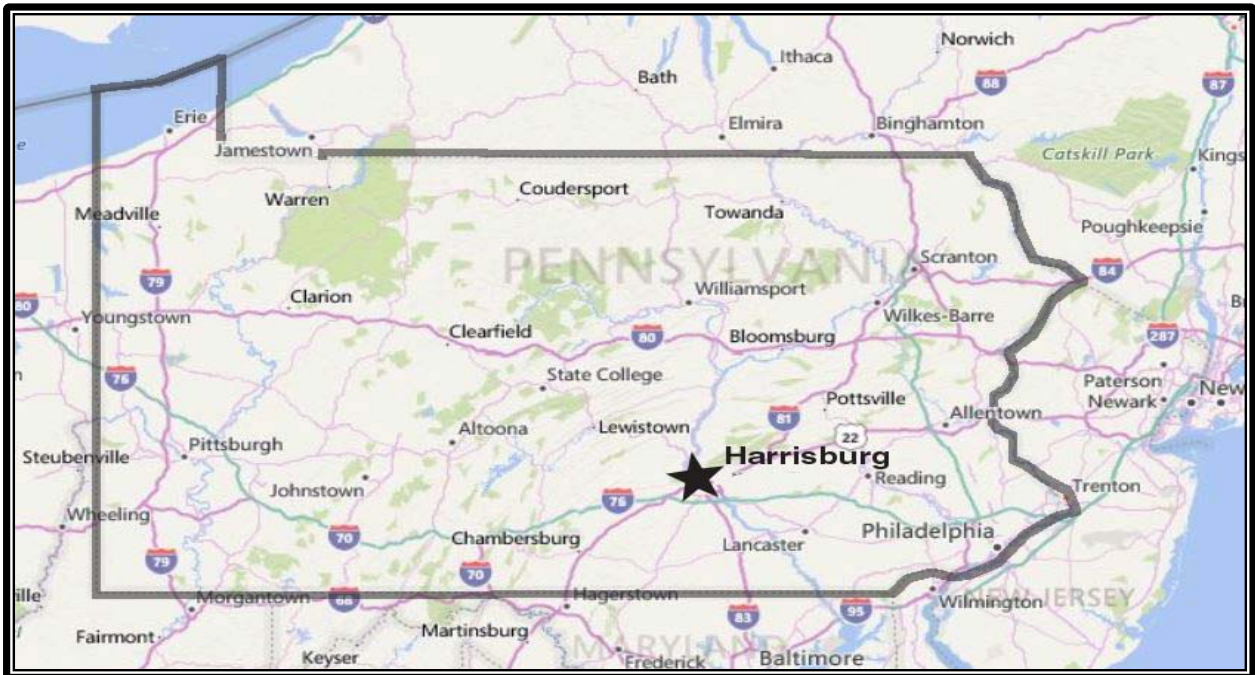 Norwich
Ithaca
Bath
88
87
Erie
Elmira
Binghamton
Jamestown
Catskill Park
Kings
Warren
Coudersport
Meadville
Towanda
Poughkeepsie
PENNSYLVANIA
Scranton
84
79
Clarion
Williamsport
80
Youngstown
Clearfield
80
Bloomsburg
Wilkes-Barre
287
76
State College
Paterson
New
Newark
Pottsville
81
Allentown
Altoona
Lewistown
22
Pittsburgh
Steubenville
Harrisburg
Johnstown
76
Reading
Trenton
Wheeling
70
Philadelphia
Chambersburg
Lancaster
79
70
ille
Morgantown
68
Hagerstown
83
95
Wilmington
NEW JERSEY
Fairmont
Martinsburg
MARYLAND
Keyser
Frederick
Baltimore